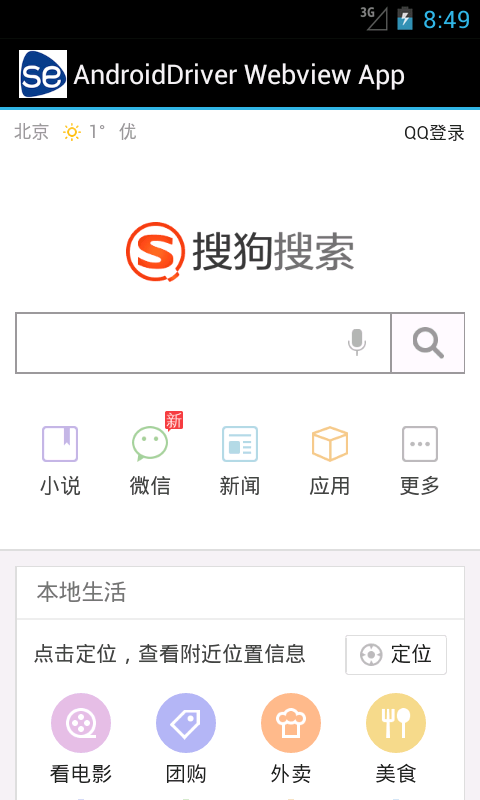 3G 8:49
se AndroidDriver Webview App
北京 1° 优 QQ登录
S 搜狗搜索
新
小说 微信 新闻 应用 更多
本地生活
点击定位，查看附近位置信息 定位
看电影 团购 外卖 美食